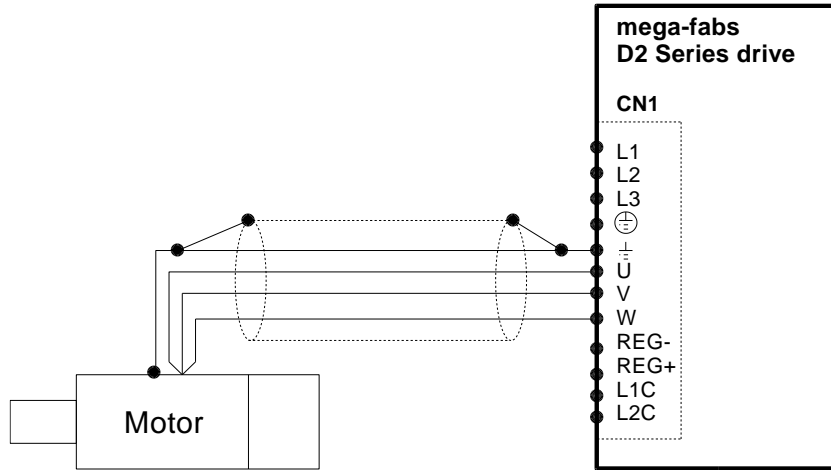 mega-fabs
D2 Series drive
CN1
L1
L2
L3
U
V
W
REG-
REG+
L1C
L2C
Motor